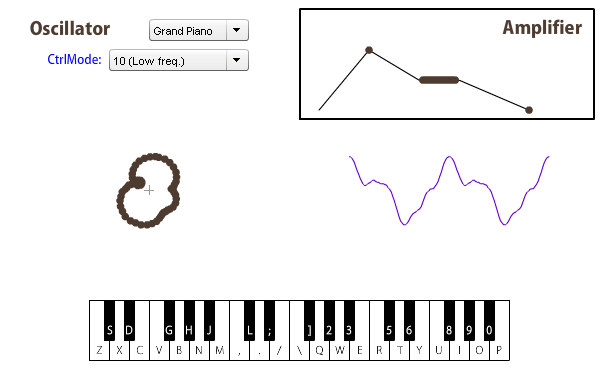 Oscillator
Grand Piano
Amplifier
CtrlMode:
10 (Low freq.)
S D G H J L ; ] 2 3 5 6 8 9 0
Z X C V B N M , . / \ Q W E R T Y U I O P